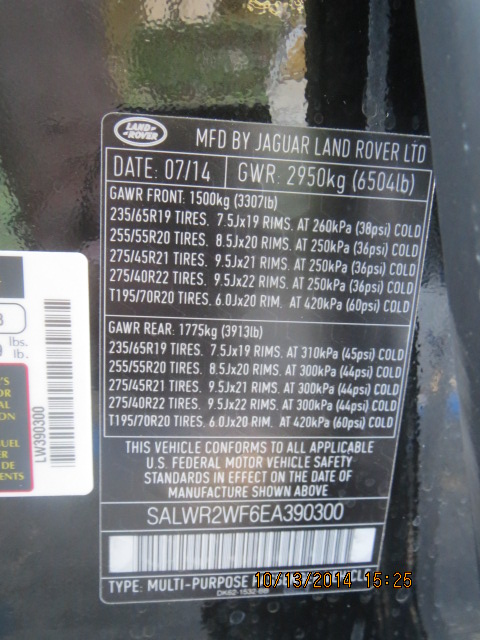 LAND ROVER
MFD BY JAGUAR LAND ROVER LTD
DATE: 07/14 GWR: 2950kg (6504lb)
GAWR FRONT: 1500kg (3307lb)
235/65R19 TIRES. 7.5Jx19 RIMS. AT 260kPa (38psi) COLD
255/55R20 TIRES. 8.5Jx20 RIMS. AT 250kPa (36psi) COLD
275/45R21 TIRES. 9.5Jx21 RIMS. AT 250kPa (36psi) COLD
275/40R22 TIRES. 9.5Jx22 RIMS. AT 250kPa (36psi) COLD
T195/70R20 TIRES. 6.0Jx20 RIM. AT 420kPa (60psi) COLD
GAWR REAR: 1775kg (3913lb)
235/65R19 TIRES. 7.5Jx19 RIMS. AT 310kPa (45psi) COLD
255/55R20 TIRES. 8.5Jx20 RIMS. AT 300kPa (44psi) COLD
275/45R21 TIRES. 9.5Jx21 RIMS. AT 300kPa (44psi) COLD
275/40R22 TIRES. 9.5Jx22 RIMS. AT 300kPa (44psi) COLD
T195/70R20 TIRES. 6.0Jx20 RIM. AT 420kPa (60psi) COLD
THIS VEHICLE CONFORMS TO ALL APPLICABLE
U.S. FEDERAL MOTOR VEHICLE SAFETY
STANDARDS IN EFFECT ON THE DATE OF
MANUFACTURE SHOWN ABOVE.
SALWR2WF6EA390300
TYPE: MULTI-PURPOSE
10/13/2014 15:25
lbs.
lb.
LW390300
UEL
DE
ENTS